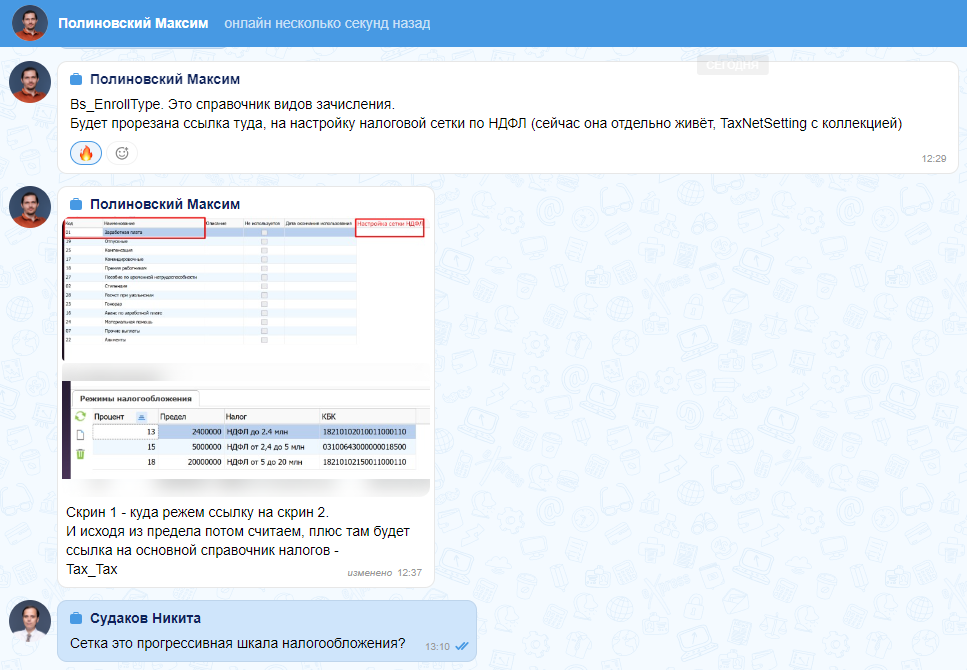 Полиновский Максим онлайн несколько секунд назад
СЕГОДНЯ
Полиновский Максим
Bs_EnrollType. Это справочник видов зачисления.
Будет прорезана ссылка туда, на настройку налоговой сетки по НДФЛ (сейчас она отдельно живёт, TaxNetSetting с коллекцией)
12:29
Полиновский Максим
Код Наименование Описание Не используется Дата окончания использования Настройка сетки НДФЛ
01 Заработная плата
19 Отпускные
25 Компенсация
17 Командировочные
18 Премия работникам
27 Пособие по временной нетрудоспособности
02 Стипендия
28 Расчет при увольнении
23 Гонорар
16 Аванс по заработной плате
24 Материальная помощь
07 Прочие выплаты
22 Алименты
Режимы налогообложения
Процент Предел Налог КБК
13 2400000 НДФЛ до 2.4 млн 18210102010011000110
15 5000000 НДФЛ от 2,4 до 5 млн 03100643000000018500
18 20000000 НДФЛ от 5 до 20 млн 18210102150011000110
Скрин 1 - куда режем ссылку на скрин 2.
И исходя из предела потом считаем, плюс там будет
ссылка на основной справочник налогов -
Tax_Tax
изменено 12:37
Судаков Никита
Сетка это прогрессивная шкала налогообложения?
13:10